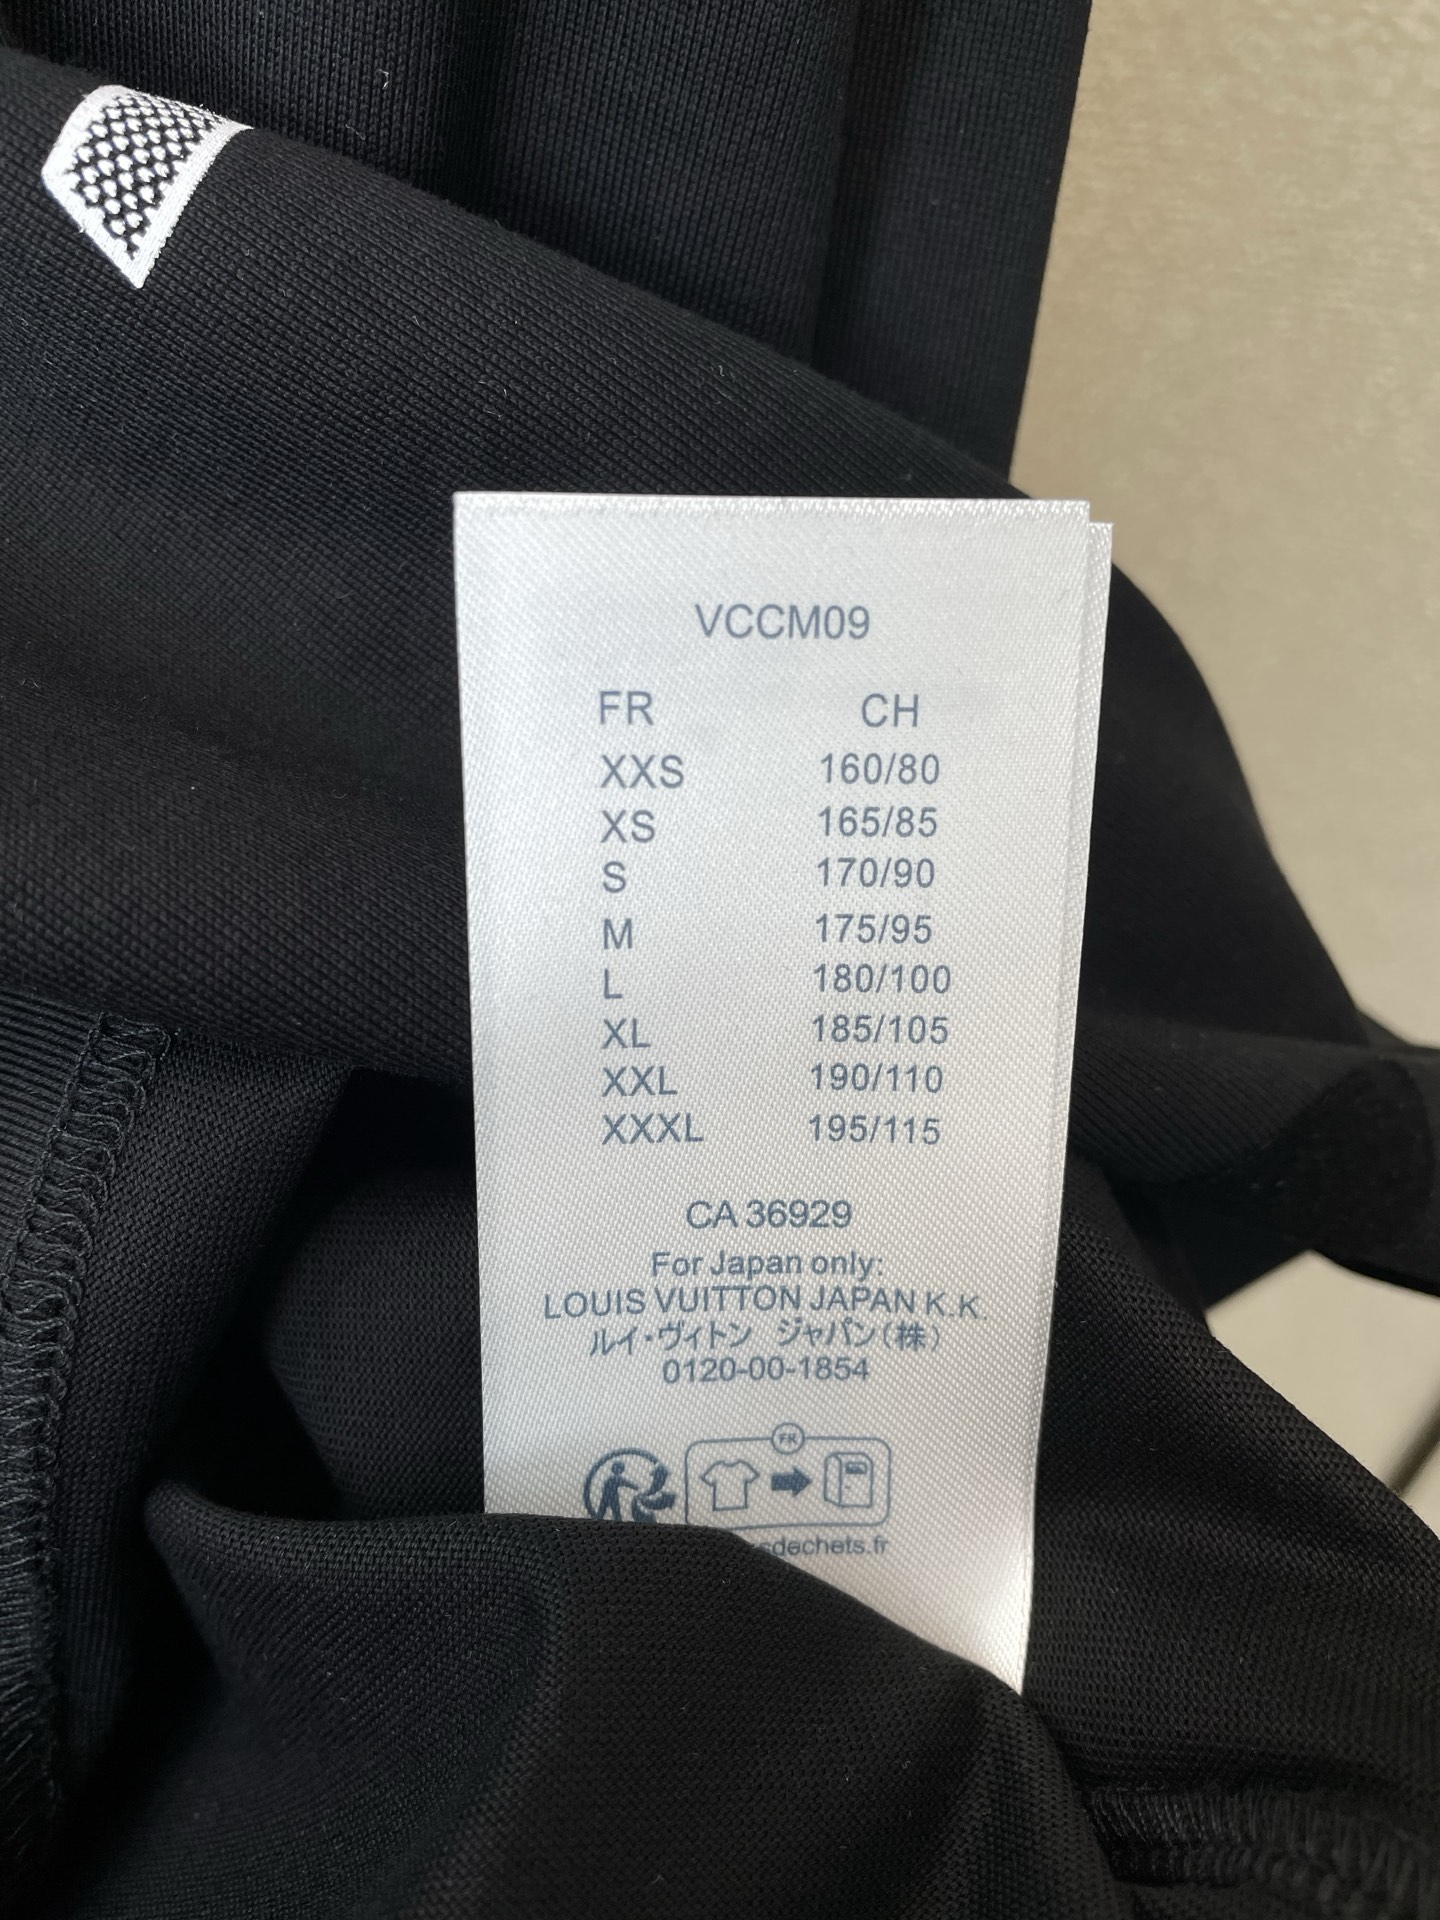 VCCM09
FR CH
XXS 160/80
XS 165/85
S 170/90
M 175/95
L 180/100
XL 185/105
XXL 190/110
XXXL 195/115
CA 36929
For Japan only:
LOUIS VUITTON JAPAN K.K.
ルイ・ヴィトン ジャパン(株)
0120-00-1854
FR